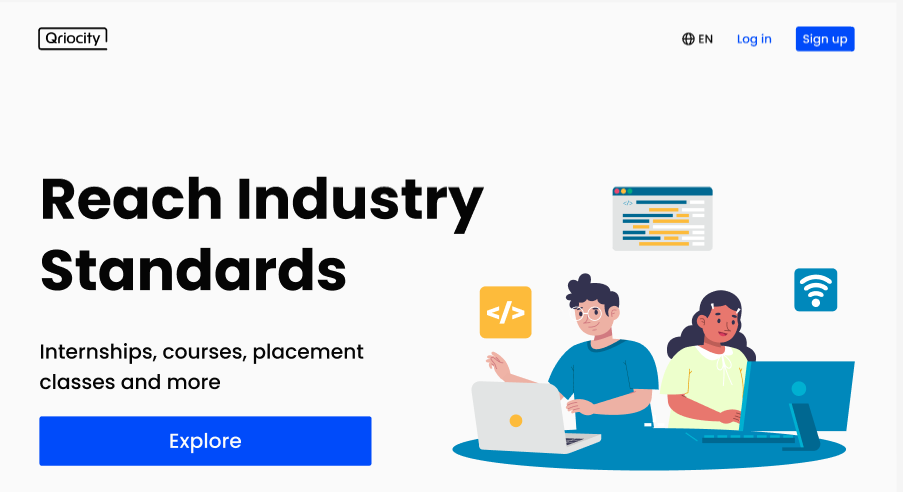 Qriocity
EN
Log in
Sign up
Reach Industry
Standards
</>
</>
Internships, courses, placement
classes and more
Explore